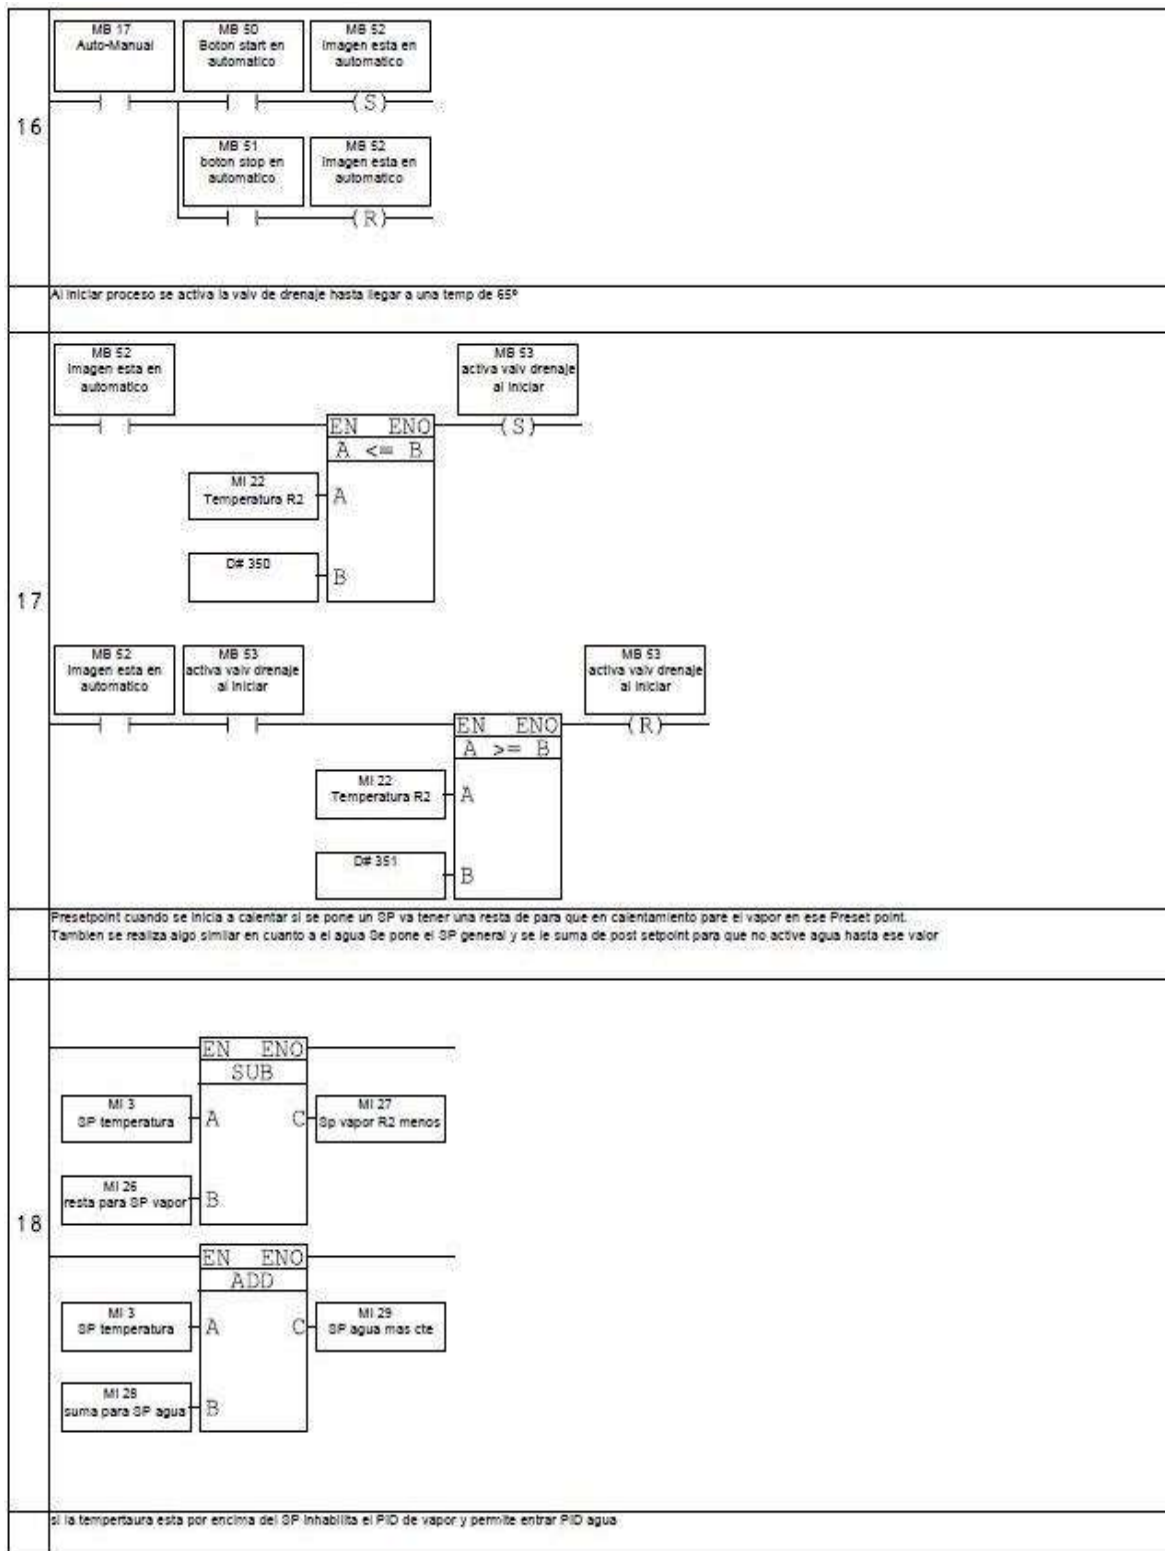 MB 17
Auto-Manual
MB 50
Boton start en
automatico
MB 52
Imagen esta en
automatico
(S)
16
MB 51
boton stop en
automatico
MB 52
Imagen esta en
automatico
(R)
Al iniciar proceso se activa la valv de drenaje hasta llegar a una temp de 65º
MB 52
Imagen esta en
automatico
MB 53
activa valv drenaje
al iniciar
EN ENO
(S)
A <= B
MI 22
Temperatura R2
A
D# 350
B
17
MB 52
Imagen esta en
automatico
MB 53
activa valv drenaje
al iniciar
MB 53
activa valv drenaje
al iniciar
EN ENO
(R)
A >= B
MI 22
Temperatura R2
A
D# 351
B
Presetpoint cuando se inicia a calentar si se pone un SP va tener una resta de para que en calentamiento pare el vapor en ese Preset point.
Tambien se realiza algo similar en cuanto a el agua Se pone el SP general y se le suma de post setpoint para que no active agua hasta ese valor
EN ENO
SUB
MI 3
SP temperatura
A
C
MI 27
Sp vapor R2 menos
MI 26
resta para SP vapor
B
18
EN ENO
ADD
MI 3
SP temperatura
A
C
MI 29
SP agua mas cte
MI 28
suma para SP agua
B
si la tempertaura esta por encima del SP inhabilita el PID de vapor y permite entrar PID agua